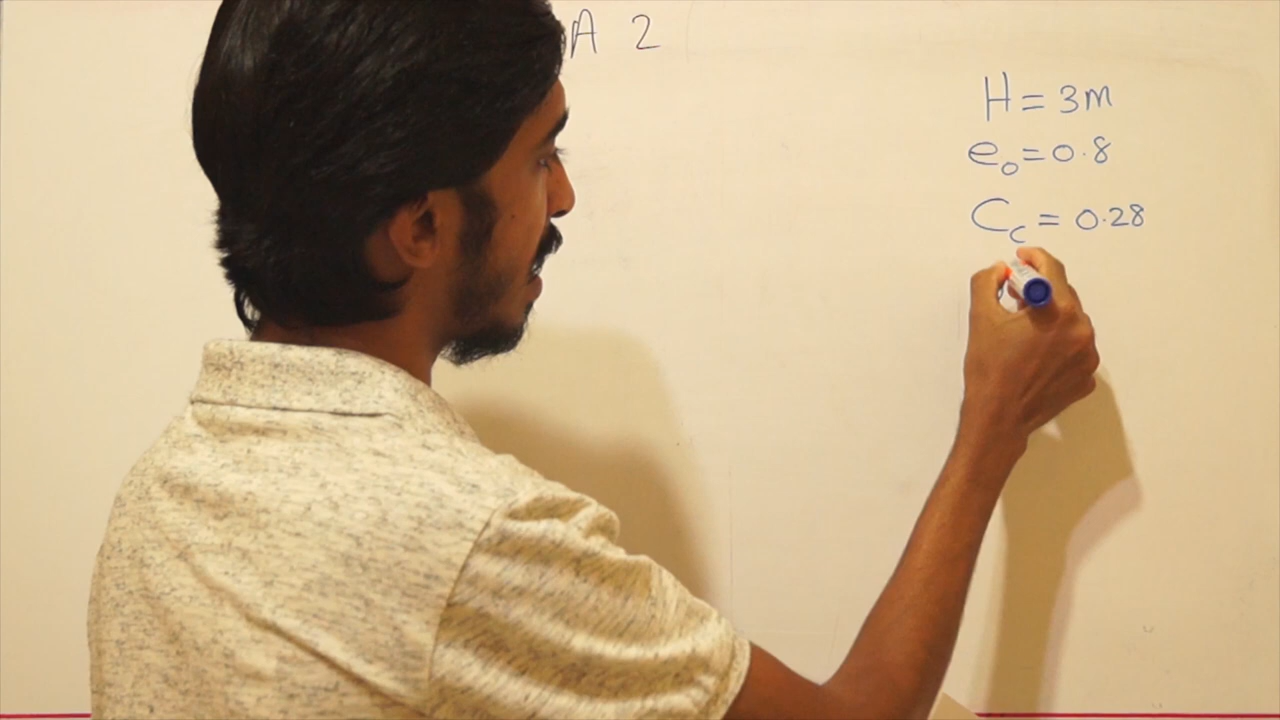 A 2
H = 3m
e₀ = 0.8
C_c = 0.28